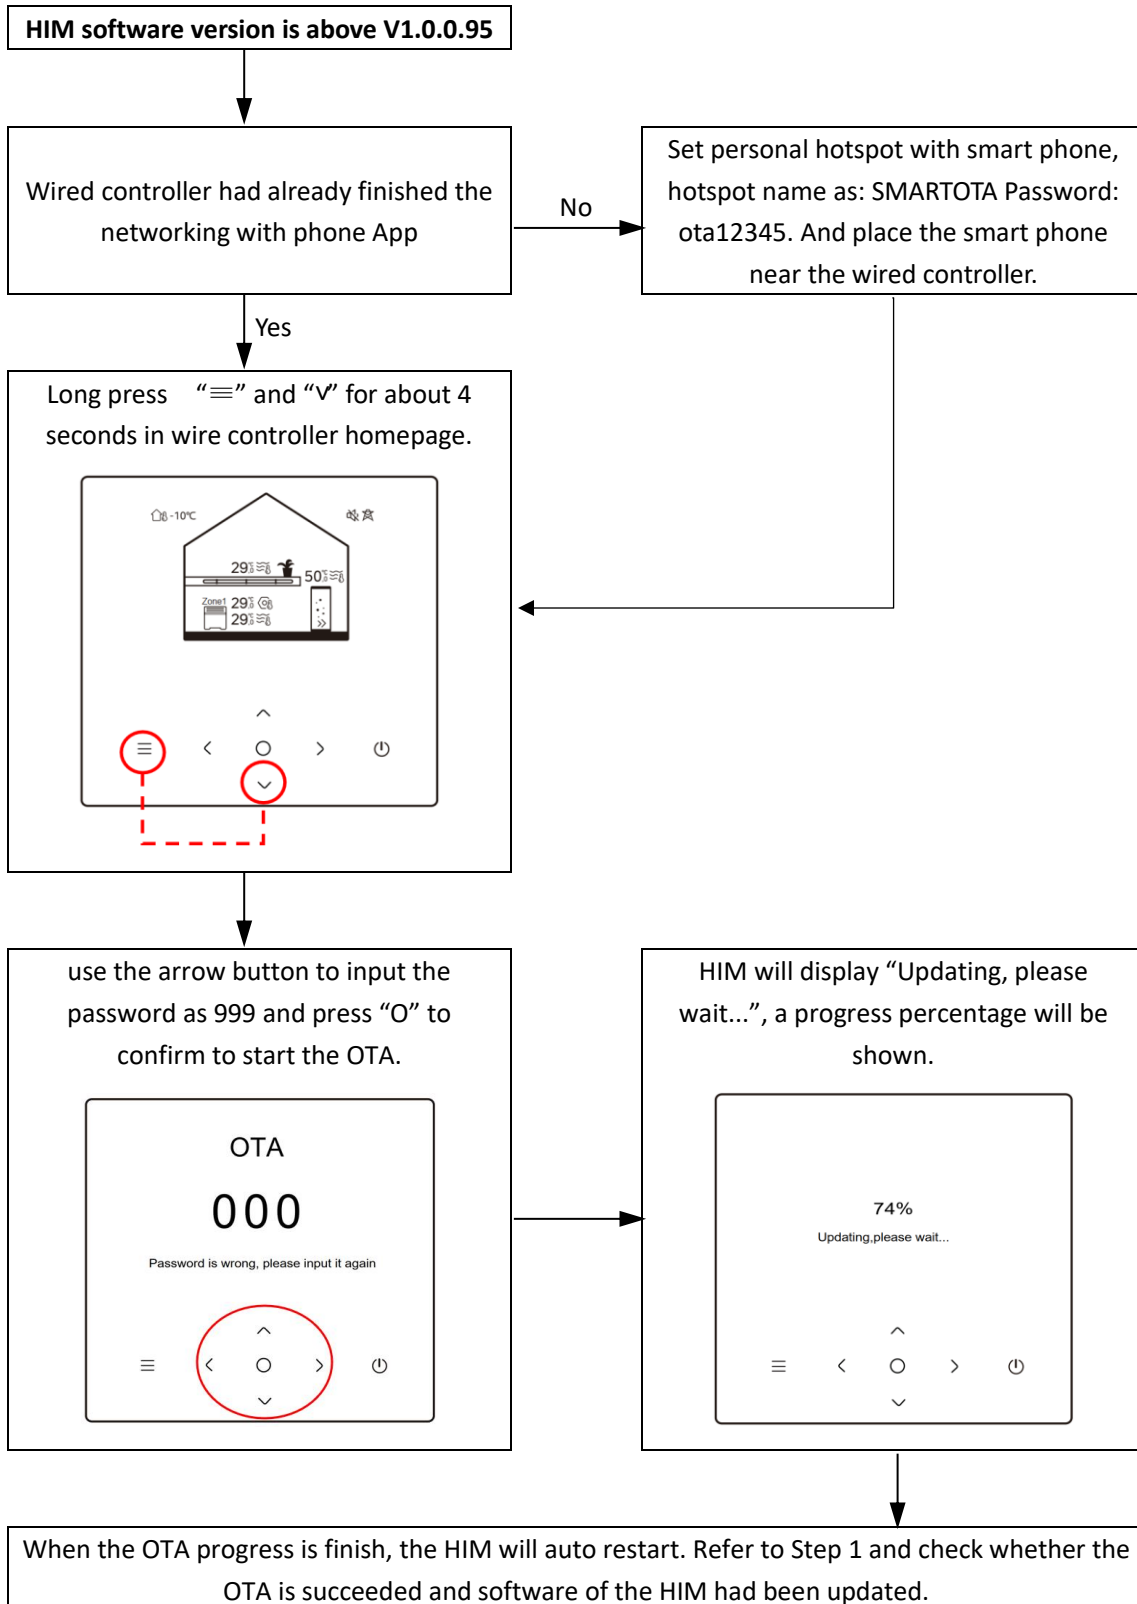 HIM software version is above V1.0.0.95
Wired controller had already finished the
networking with phone App
No
Set personal hotspot with smart phone,
hotspot name as: SMARTOTA Password:
ota12345. And place the smart phone
near the wired controller.
Yes
Long press “≡” and “∨” for about 4
seconds in wire controller homepage.
-10℃
29
50
Zone1 29
29
use the arrow button to input the
password as 999 and press “O” to
confirm to start the OTA.
OTA
000
Password is wrong, please input it again
HIM will display “Updating, please
wait...”, a progress percentage will be
shown.
74%
Updating,please wait...
When the OTA progress is finish, the HIM will auto restart. Refer to Step 1 and check whether the
OTA is succeeded and software of the HIM had been updated.